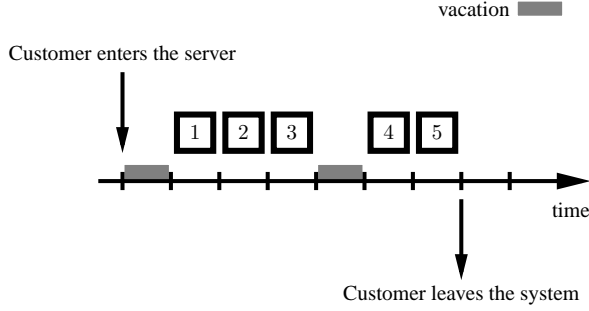 vacation
Customer enters the server
1 2 3 4 5
time
Customer leaves the system